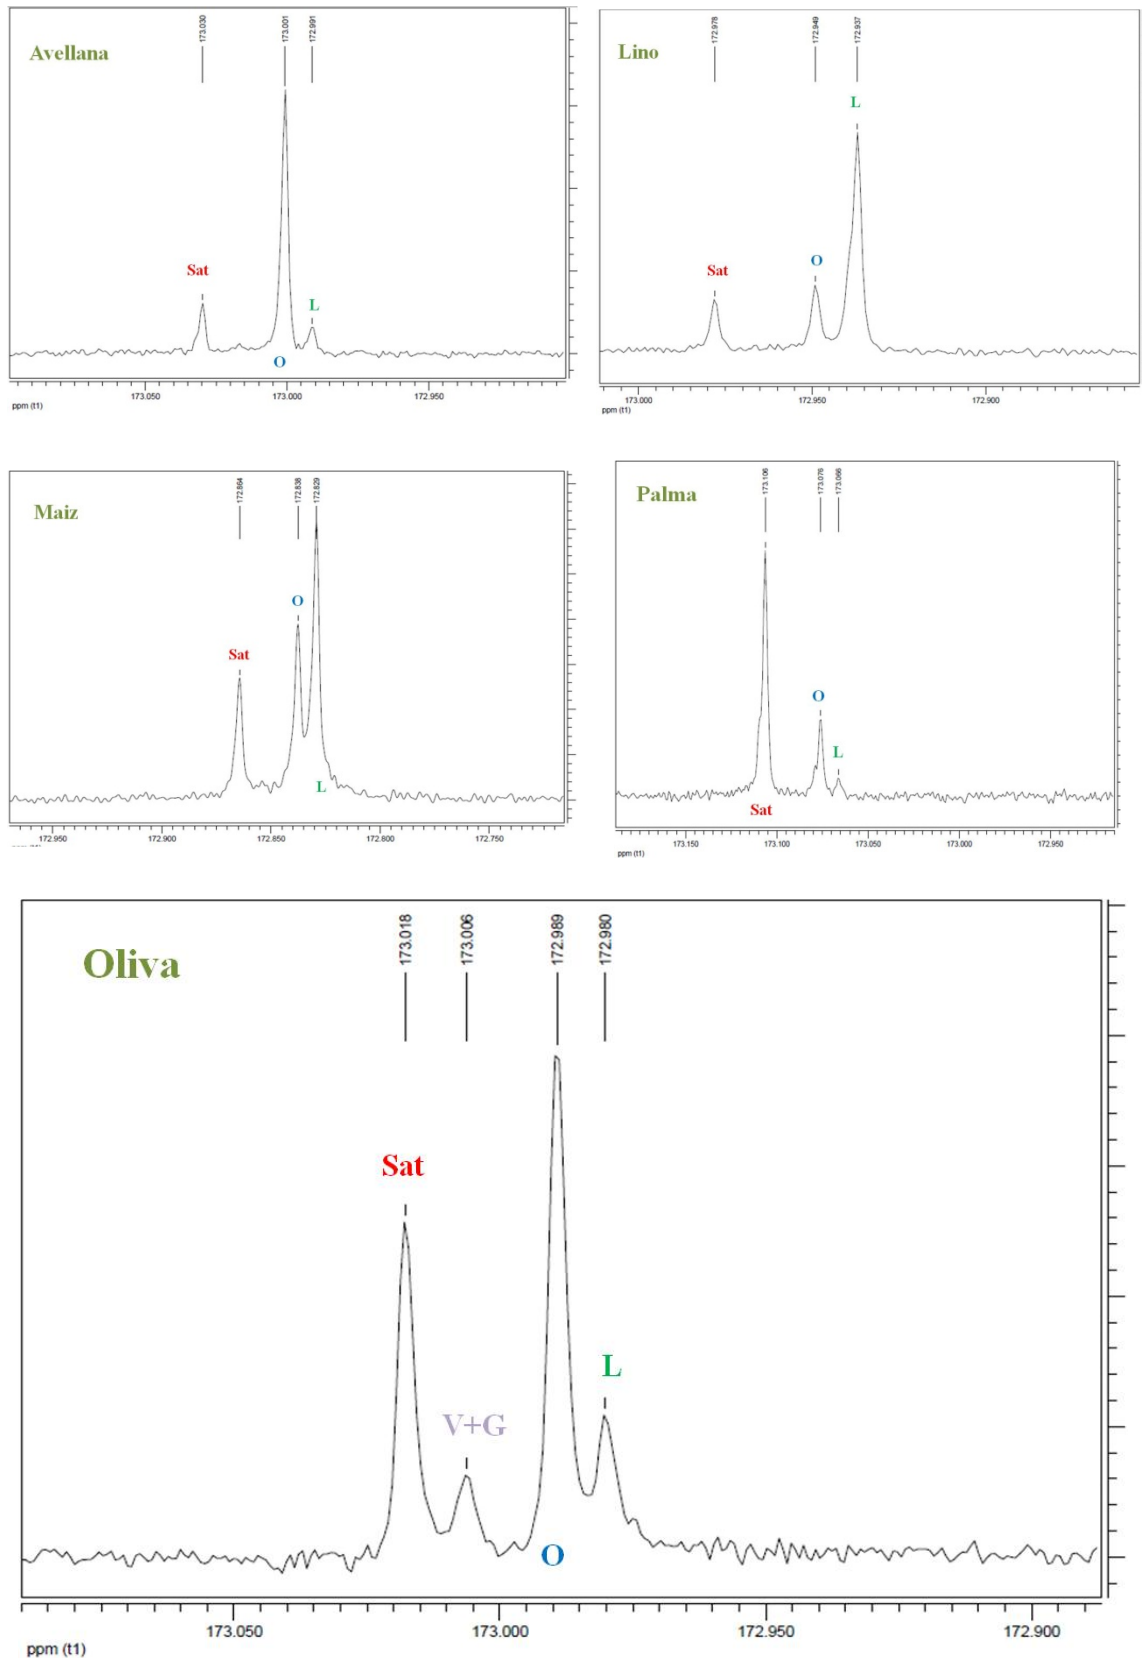 Avellana
173.030
173.001
172.991
Sat
O
L
173.050
173.000
172.950
ppm (t1)
Lino
172.978
172.949
172.937
Sat
O
L
173.000
172.950
172.900
ppm (t1)
Maiz
172.864
172.838
172.829
Sat
O
L
172.950
172.900
172.850
172.800
172.750
Palma
173.106
173.076
173.066
Sat
O
L
173.150
173.100
173.050
173.000
172.950
ppm (t1)
Oliva
173.018
173.006
172.989
172.980
Sat
V+G
O
L
173.050
173.000
172.950
172.900
ppm (t1)